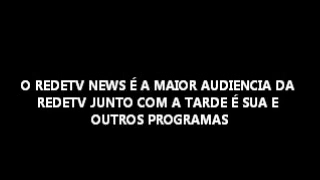 O REDETV NEWS É A MAIOR AUDIENCIA DA
REDETV JUNTO COM A TARDE É SUA E
OUTROS PROGRAMAS